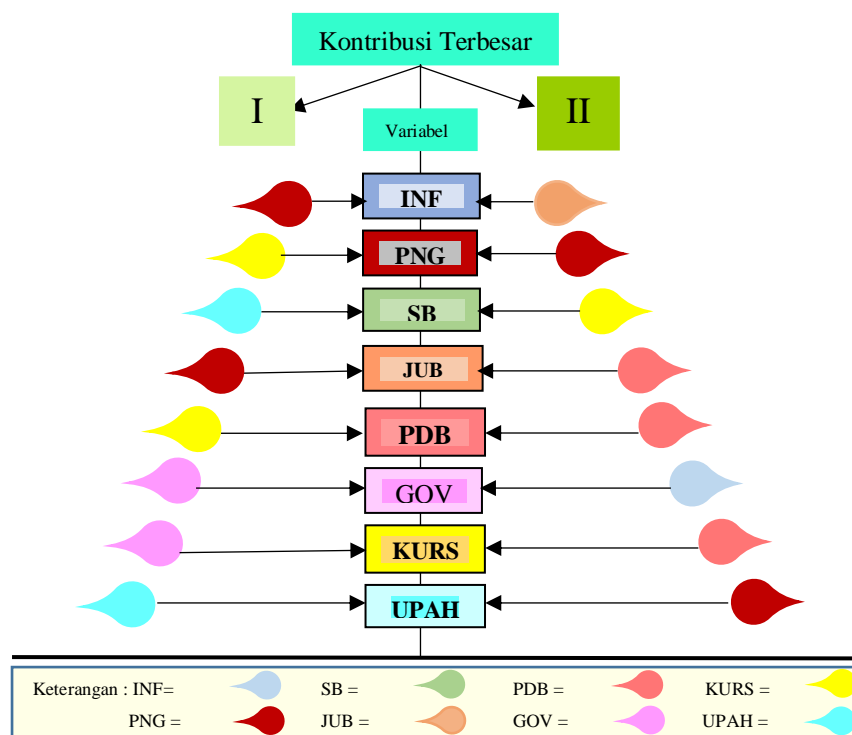 Kontribusi Terbesar
I
II
Variabel
INF
PNG
SB
JUB
PDB
GOV
KURS
UPAH
Keterangan : INF= SB = PDB = KURS =
PNG = JUB = GOV = UPAH =